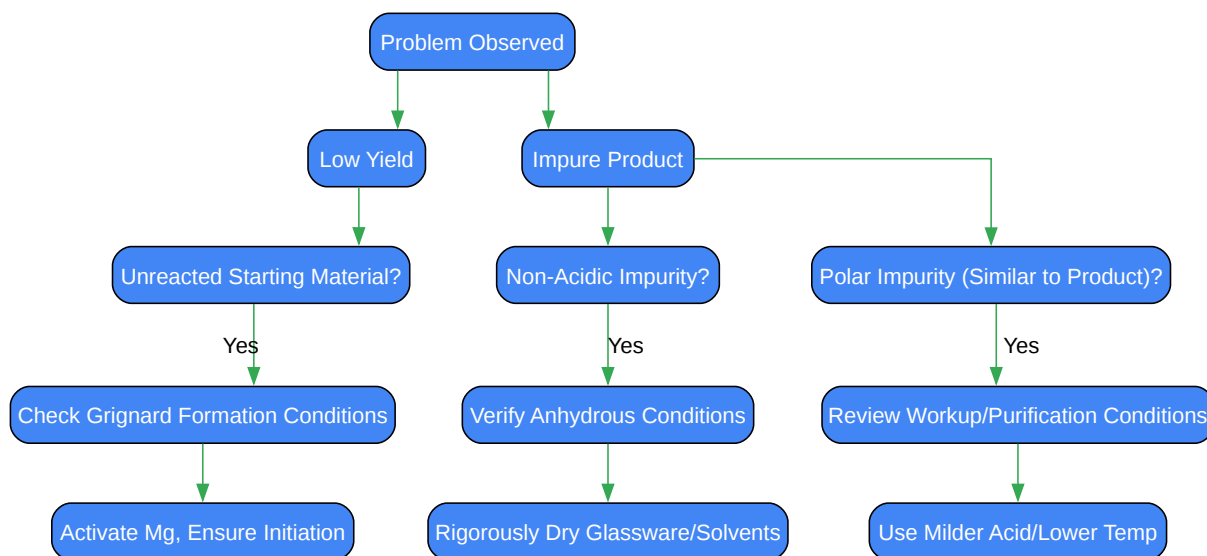 Problem Observed
Low Yield
Impure Product
Unreacted Starting Material?
Non-Acidic Impurity?
Polar Impurity (Similar to Product)?
Yes
Yes
Yes
Check Grignard Formation Conditions
Verify Anhydrous Conditions
Review Workup/Purification Conditions
Activate Mg, Ensure Initiation
Rigorously Dry Glassware/Solvents
Use Milder Acid/Lower Temp